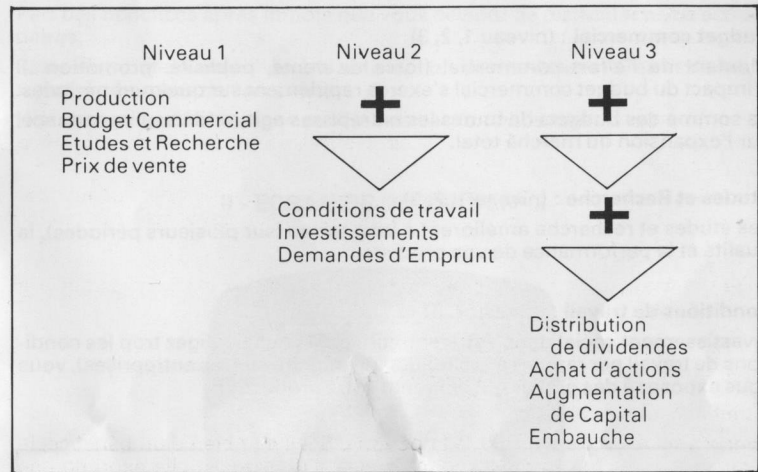 Niveau 1
Niveau 2
Niveau 3
Production
Budget Commercial
Etudes et Recherche
Prix de vente
+
+
Conditions de travail
Investissements
Demandes d'Emprunt
+
Distribution
de dividendes
Achat d'actions
Augmentation
de Capital
Embauche